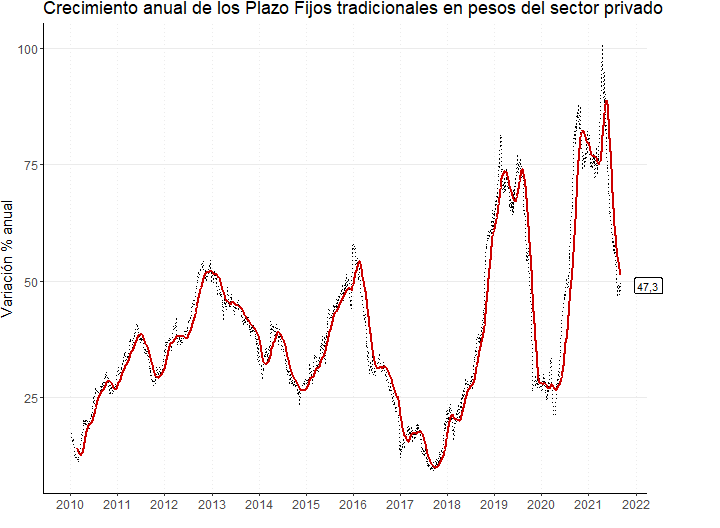 Crecimiento anual de los Plazo Fijos tradicionales en pesos del sector privado
Variación % anual
100
75
50
25
47,3
2010 2011 2012 2013 2014 2015 2016 2017 2018 2019 2020 2021 2022